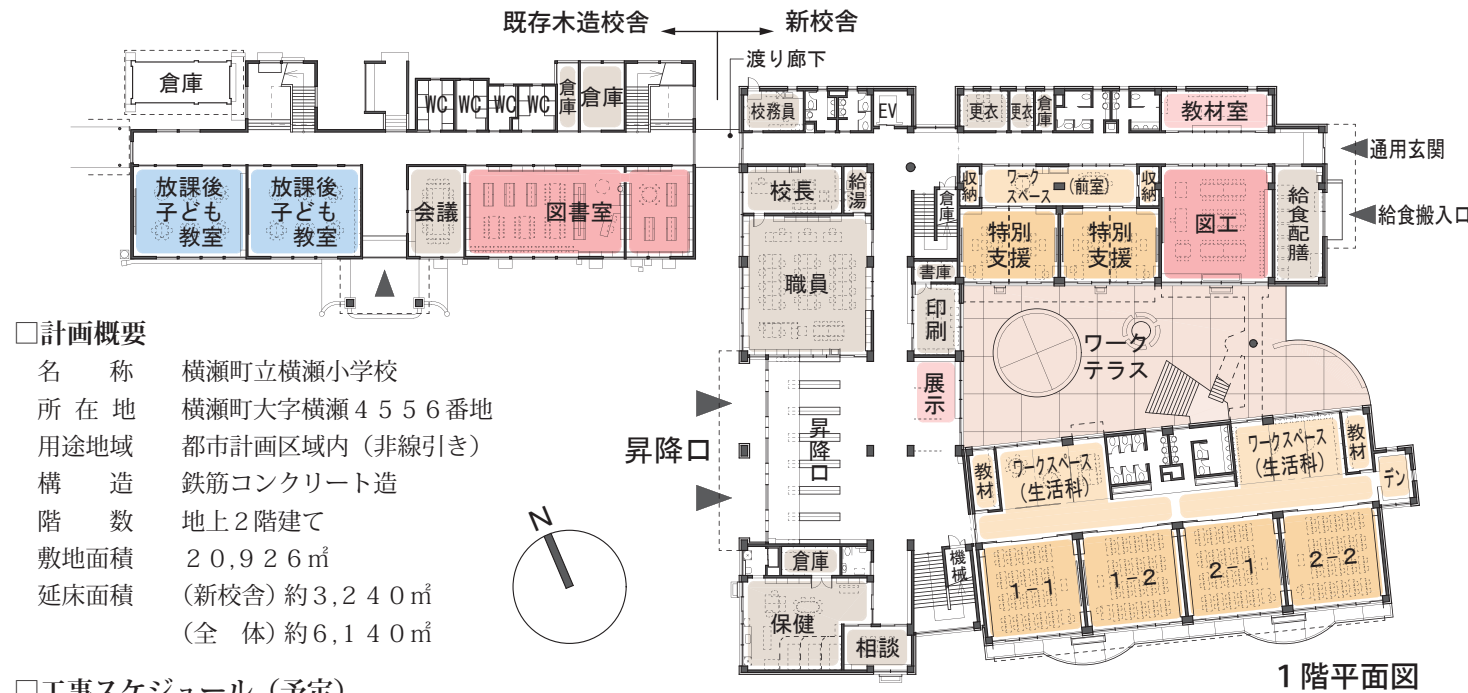 既存木造校舎
新校舎
渡り廊下
倉庫
WC
WC
WC
WC
倉庫
倉庫
校務員
EV
更衣
更衣
倉庫
教材室
通用玄関
放課後
子ども
教室
放課後
子ども
教室
会議
図書室
校長
給湯
倉庫
収納
ワーク
スペース
(前室)
収納
特別
支援
特別
支援
図工
給食配膳
給食搬入口
職員
書庫
印刷
展示
ワーク
テラス
昇降口
昇降口
教材
ワークスペース
(生活科)
ワークスペース
(生活科)
教材
デン
1-1
1-2
2-1
2-2
機械
倉庫
保健
相談
□計画概要
名　　称　横瀬町立横瀬小学校
所 在 地　横瀬町大字横瀬4556番地
用途地域　都市計画区域内（非線引き）
構　　造　鉄筋コンクリート造
階　　数　地上2階建て
敷地面積　20,926㎡
延床面積　（新校舎）約3,240㎡
（全　体）約6,140㎡
N
1階平面図
□工事スケジュール（予定）